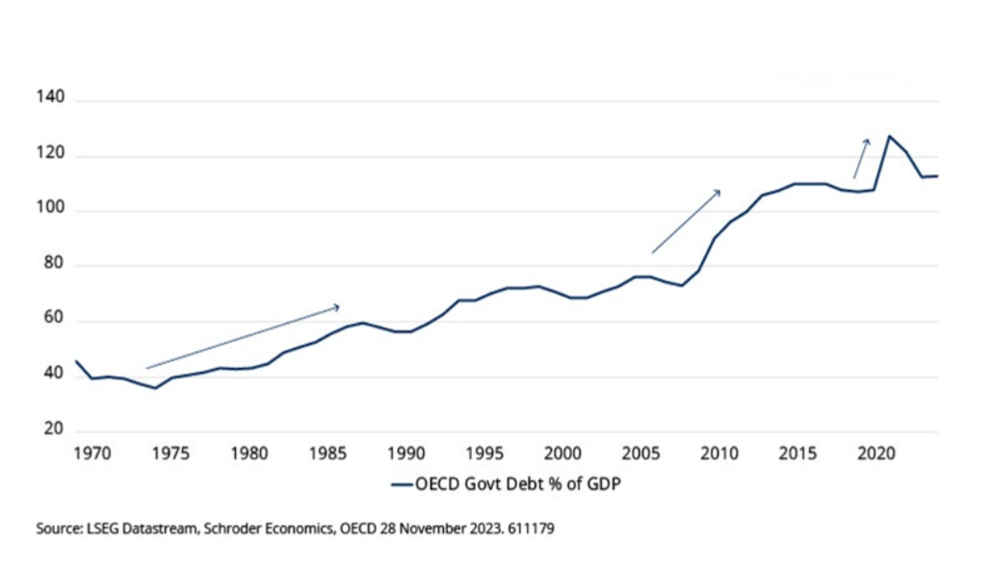 140
120
100
80
60
40
20
1970 1975 1980 1985 1990 1995 2000 2005 2010 2015 2020
OECD Govt Debt % of GDP
Source: LSEG Datastream, Schroder Economics, OECD 28 November 2023. 611179